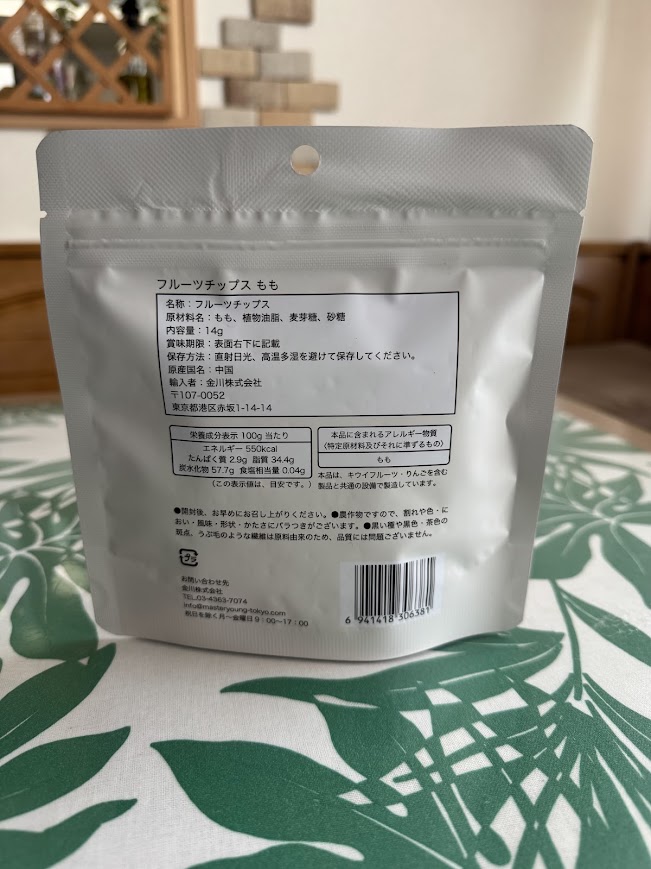 フルーツチップス もも
名称：フルーツチップス
原材料名：もも、植物油脂、麦芽糖、砂糖
内容量：14g
賞味期限：表面右下に記載
保存方法：直射日光、高温多湿を避けて保存してください。
原産国名：中国
輸入者：金川株式会社
〒107-0052
東京都港区赤坂1-14-14
栄養成分表示 100g 当たり
エネルギー 550kcal
たんぱく質 2.9g 脂質 34.4g
炭水化物 57.7g 食塩相当量 0.04g
（この表示値は、目安です。）
本品に含まれるアレルギー物質
（特定原材料及びそれに準ずるもの）
もも
本品は、キウイフルーツ・りんごを含む
製品と共通の設備で製造しています。
●開封後、お早めにお召し上がりください。●農作物ですので、割れや色・に
おい・風味・形状・かたさにバラつきがございます。●黒い種や黒色・茶色の
斑点、うぶ毛のような繊維は原料由来のため、品質には問題ございません。
プラ
お問い合わせ先
金川株式会社
TEL.03-4363-7074
info@masteryoung-tokyo.com
祝日を除く月〜金曜日 9：00〜17：00
6 941418 306381